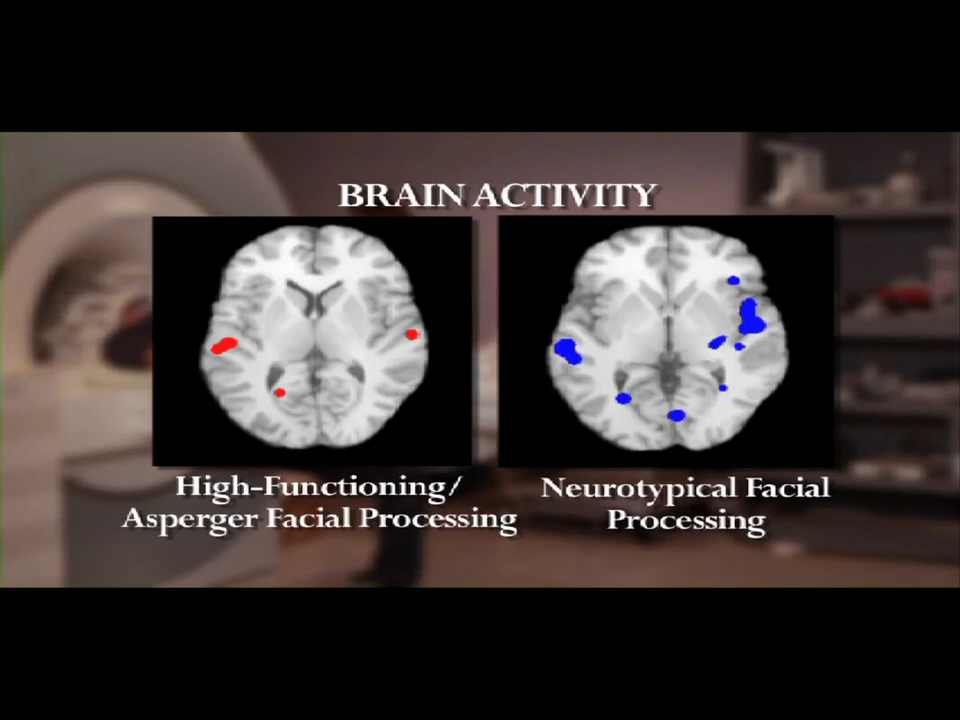 BRAIN ACTIVITY
High-Functioning/
Asperger Facial Processing
Neurotypical Facial
Processing